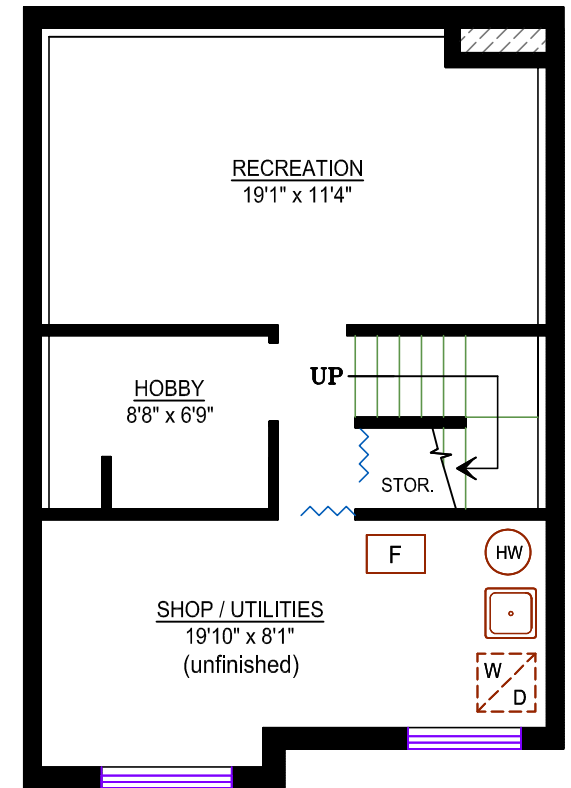 RECREATION
19'1" x 11'4"
UP
HOBBY
8'8" x 6'9"
STOR.
F
HW
SHOP / UTILITIES
19'10" x 8'1"
(unfinished)
W
D